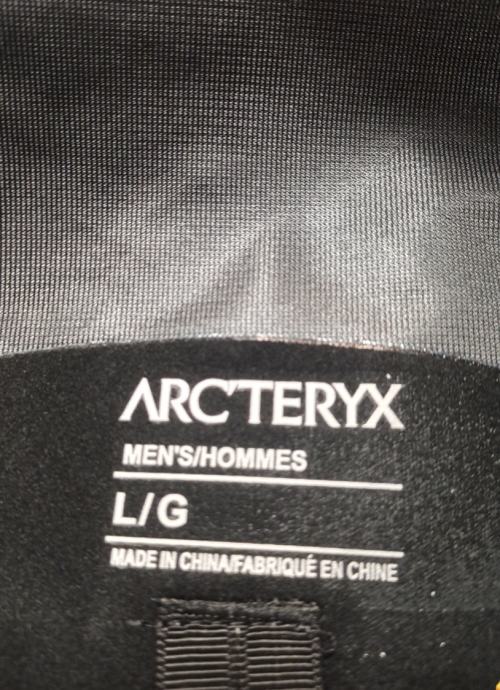 ARC'TERYX
MEN'S/HOMMES
L/G
MADE IN CHINA/FABRIQUÉ EN CHINE